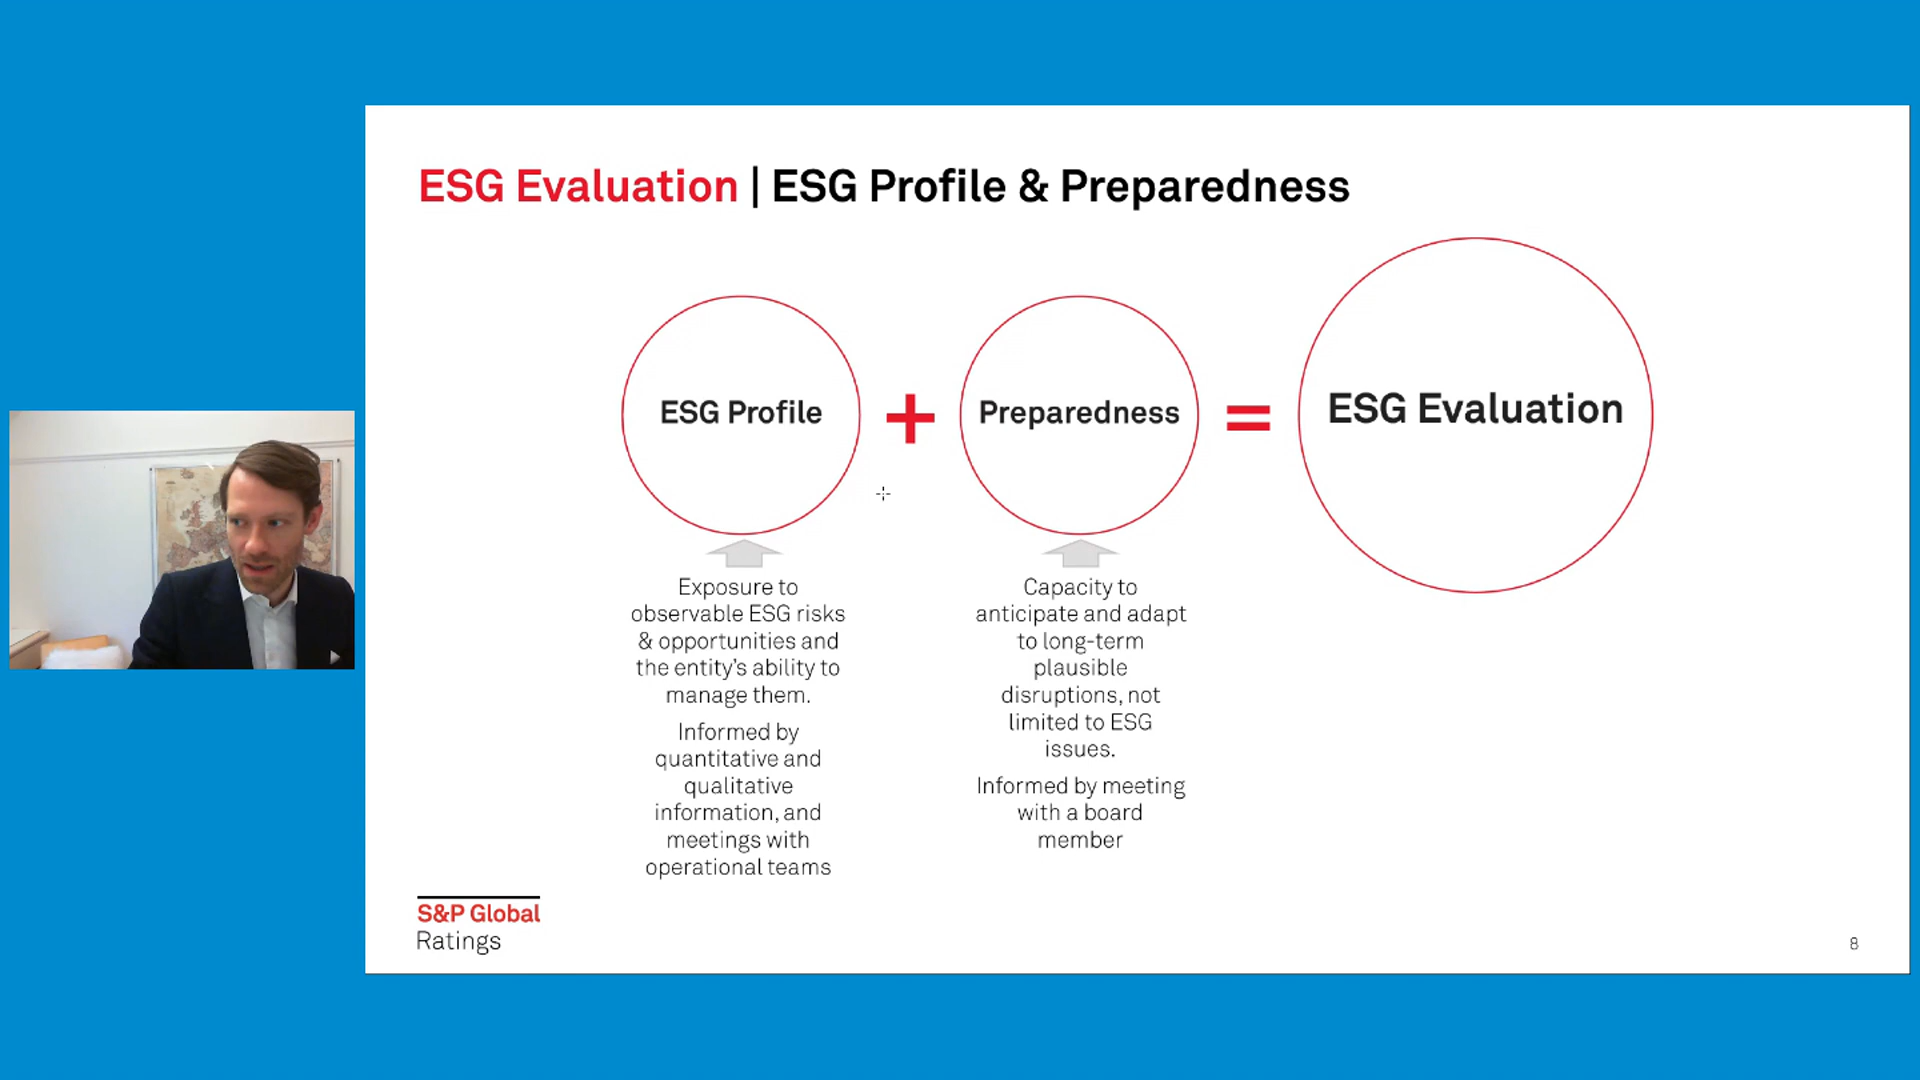 ESG Evaluation | ESG Profile & Preparedness
ESG Profile
+
Preparedness
=
ESG Evaluation
Exposure to
observable ESG risks
& opportunities and
the entity's ability to
manage them.
Informed by
quantitative and
qualitative
information, and
meetings with
operational teams
Capacity to
anticipate and adapt
to long-term
plausible
disruptions, not
limited to ESG
issues.
Informed by meeting
with a board
member
S&P Global
Ratings
8